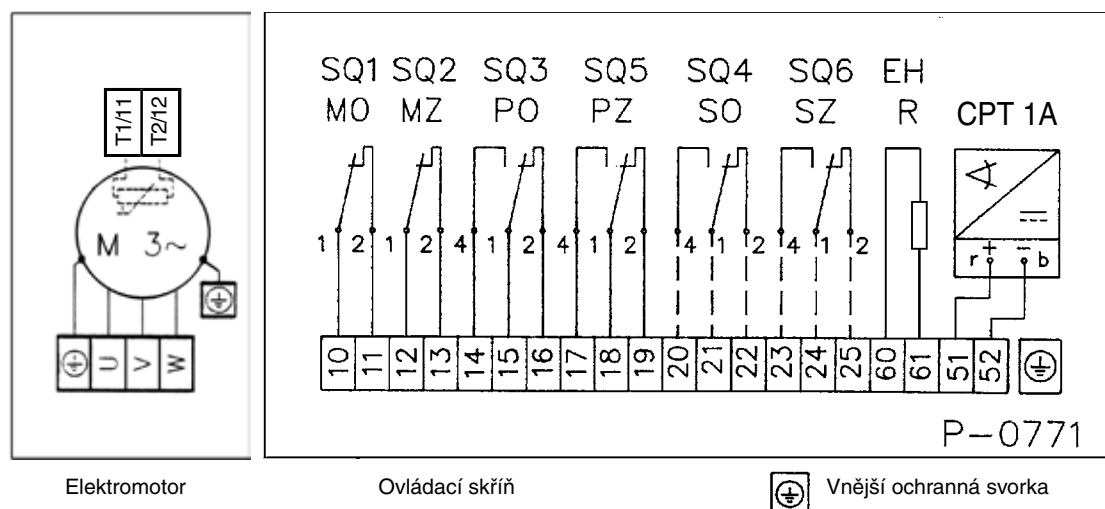 T1/11 T2/12
M 3~
U V W
SQ1 SQ2 SQ3 SQ5 SQ4 SQ6 EH
MO MZ PO PZ SO SZ R CPT 1A
r + − b
1 2 1 2 4 1 2 4 1 2 4 1 2 4 1 2
10 11 12 13 14 15 16 17 18 19 20 21 22 23 24 25 60 61 51 52
P-0771
Elektromotor Ovládací skříň Vnější ochranná svorka